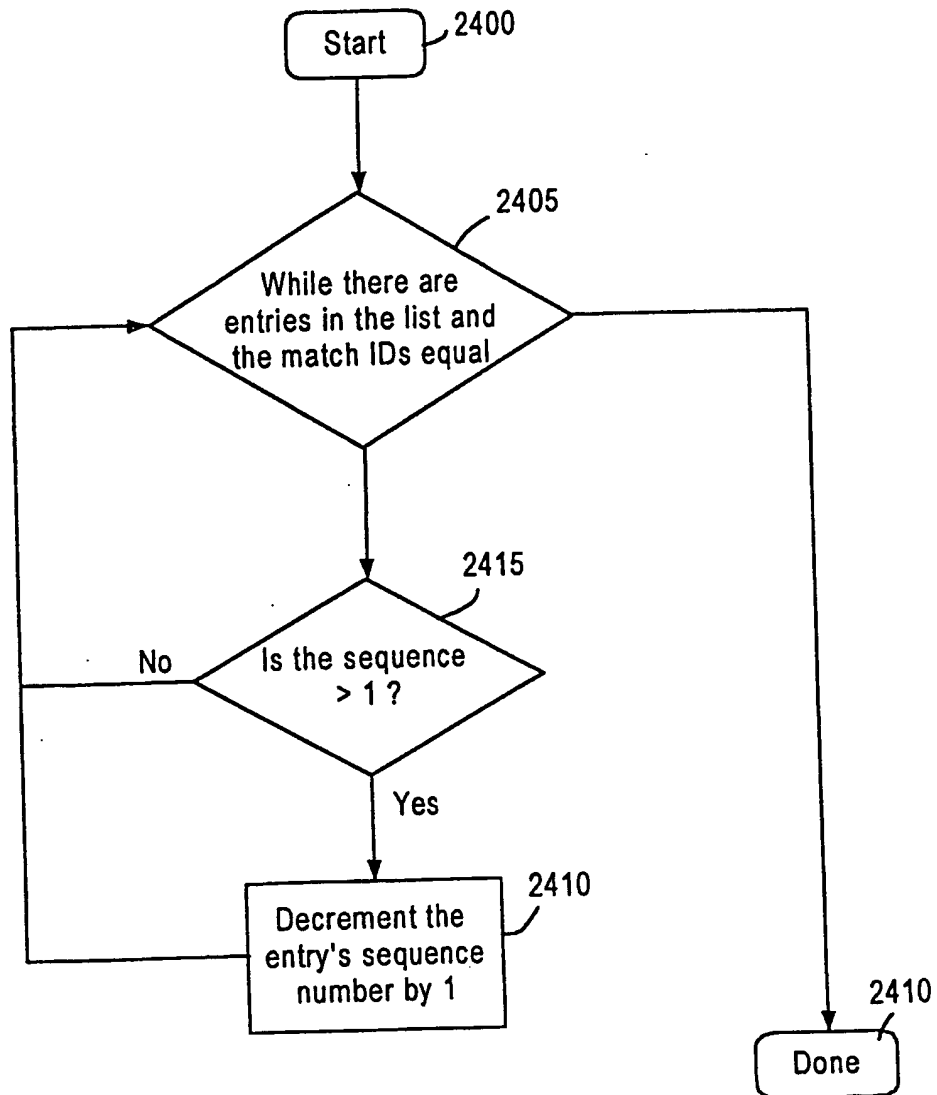 Start
2400
2405
While there are
entries in the list and
the match IDs equal
2415
No
Is the sequence
> 1 ?
Yes
2410
Decrement the
entry's sequence
number by 1
2410
Done